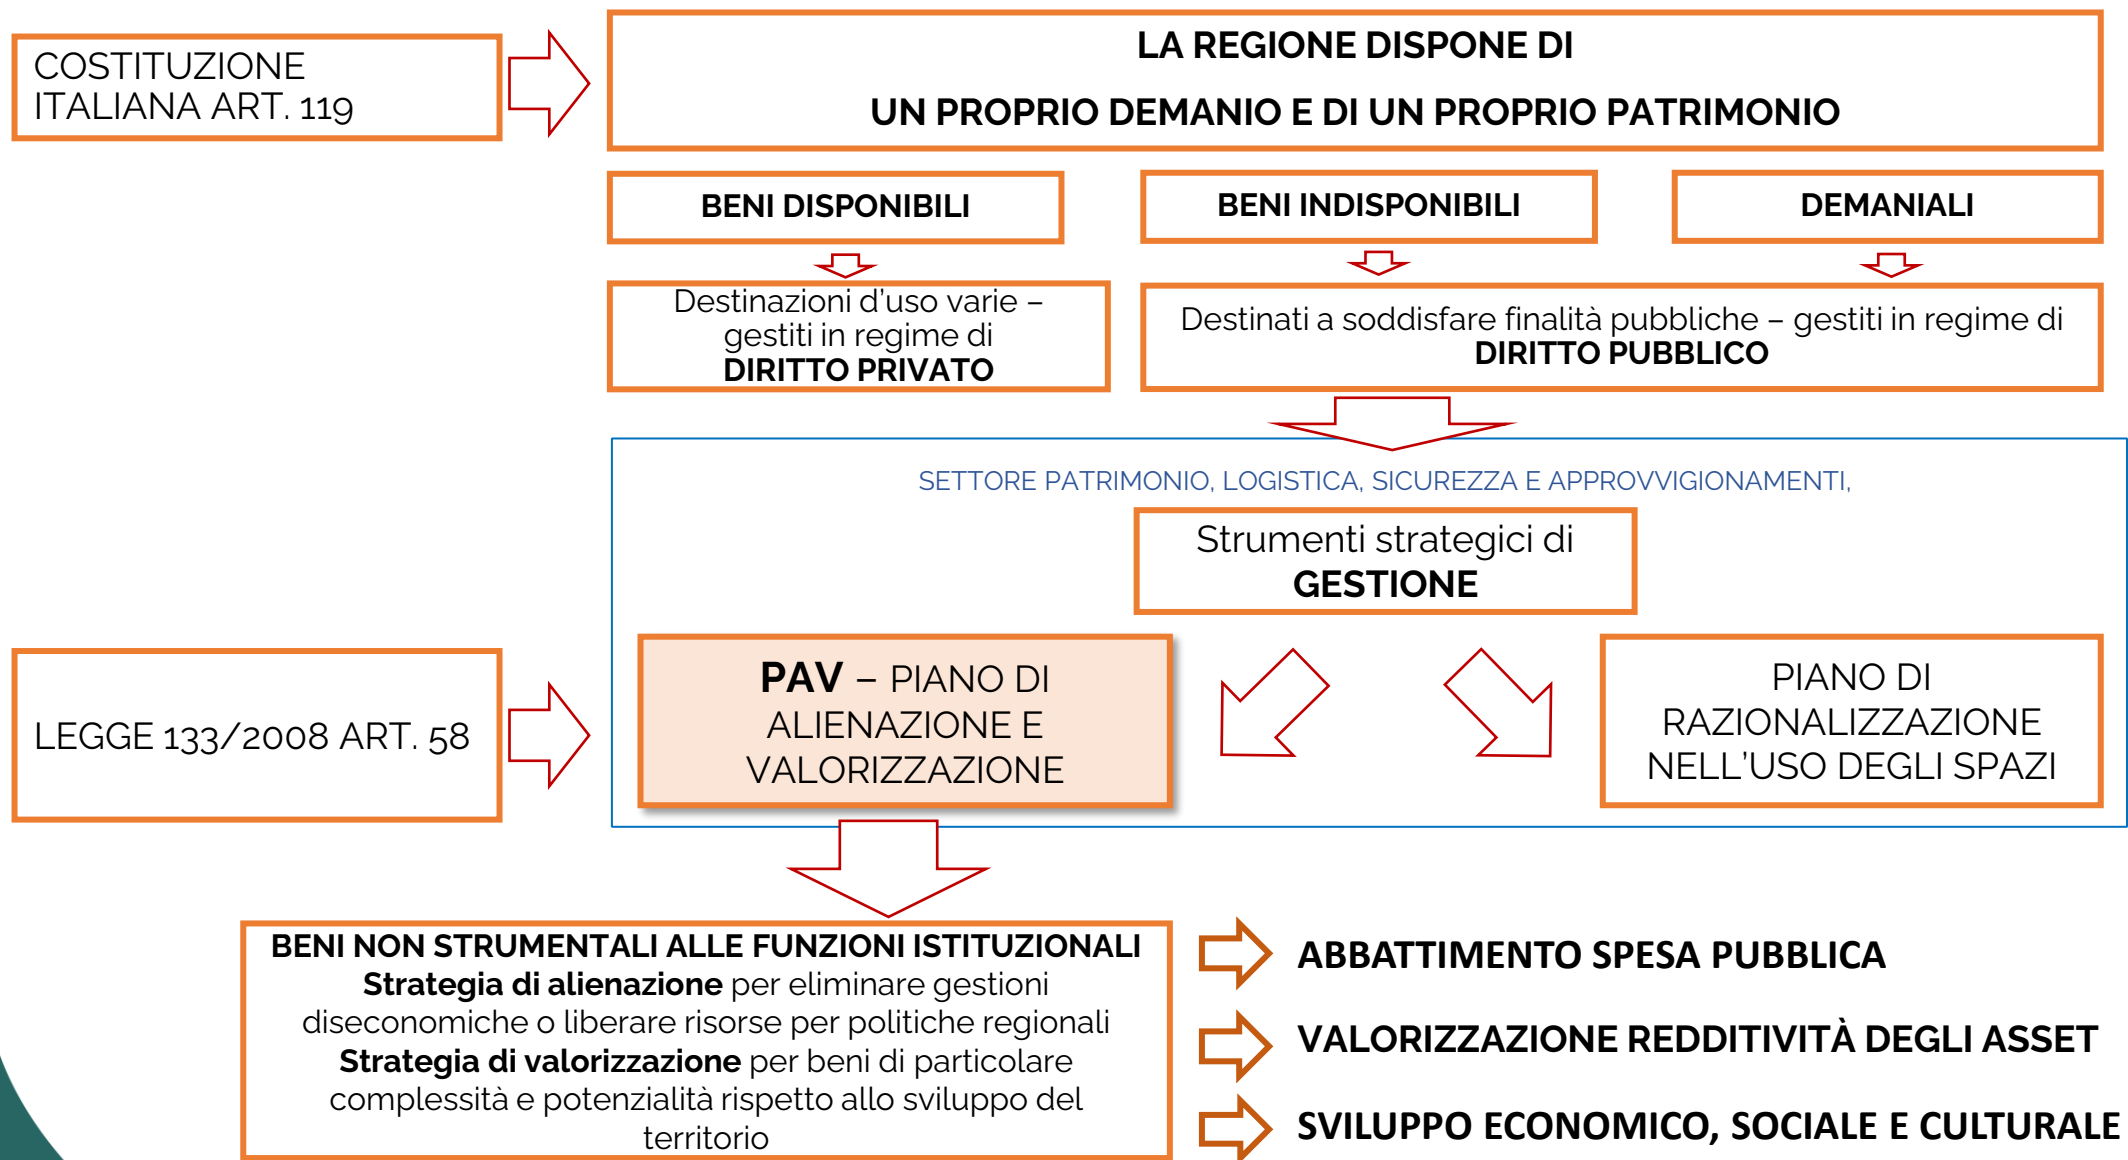 COSTITUZIONE
ITALIANA ART. 119
LA REGIONE DISPONE DI
UN PROPRIO DEMANIO E DI UN PROPRIO PATRIMONIO
BENI DISPONIBILI
BENI INDISPONIBILI
DEMANIALI
Destinazioni d'uso varie –
gestiti in regime di
DIRITTO PRIVATO
Destinati a soddisfare finalità pubbliche – gestiti in regime di
DIRITTO PUBBLICO
SETTORE PATRIMONIO, LOGISTICA, SICUREZZA E APPROVVIGIONAMENTI,
Strumenti strategici di
GESTIONE
LEGGE 133/2008 ART. 58
PAV – PIANO DI
ALIENAZIONE E
VALORIZZAZIONE
PIANO DI
RAZIONALIZZAZIONE
NELL'USO DEGLI SPAZI
BENI NON STRUMENTALI ALLE FUNZIONI ISTITUZIONALI
Strategia di alienazione per eliminare gestioni
diseconomiche o liberare risorse per politiche regionali
Strategia di valorizzazione per beni di particolare
complessità e potenzialità rispetto allo sviluppo del
territorio
ABBATTIMENTO SPESA PUBBLICA
VALORIZZAZIONE REDDITIVITÀ DEGLI ASSET
SVILUPPO ECONOMICO, SOCIALE E CULTURALE